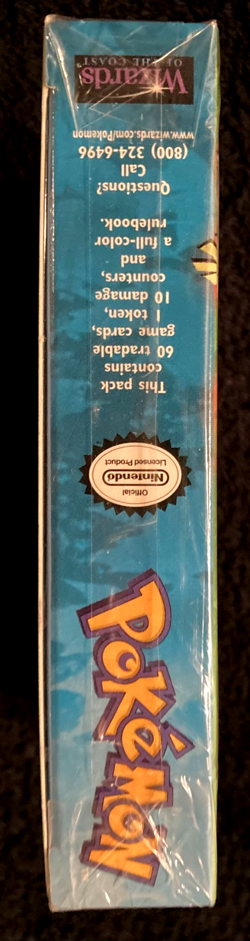 POKéMON
Official
Nintendo
Licensed Product
This pack
contains
60 tradable
game cards,
1 token,
10 damage
counters,
and
a full-color
rulebook.
Questions?
Call
(800) 324-6496
www.wizards.com/Pokemon
Wizards
OF THE COAST